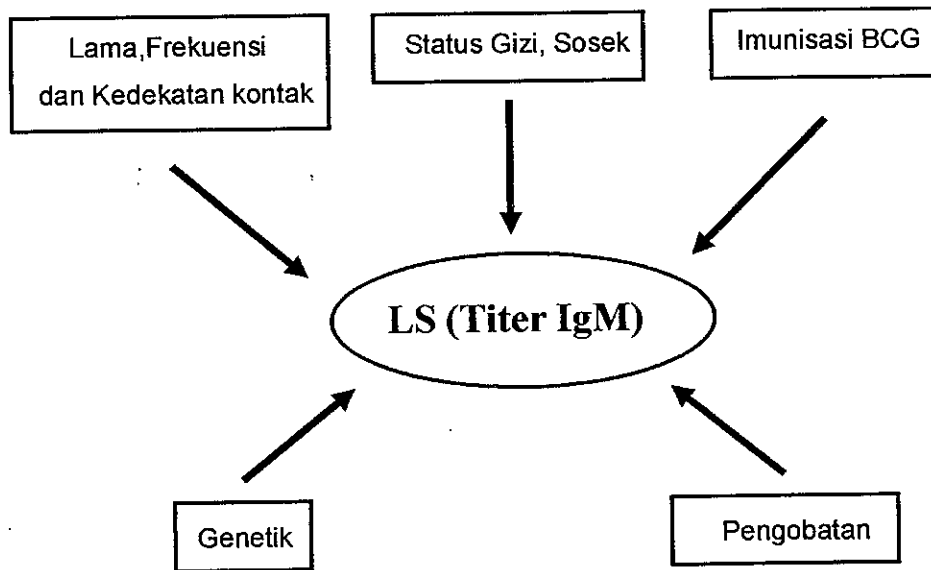 Lama,Frekuensi
dan Kedekatan kontak
Status Gizi, Sosek
Imunisasi BCG
LS (Titer IgM)
Genetik
Pengobatan